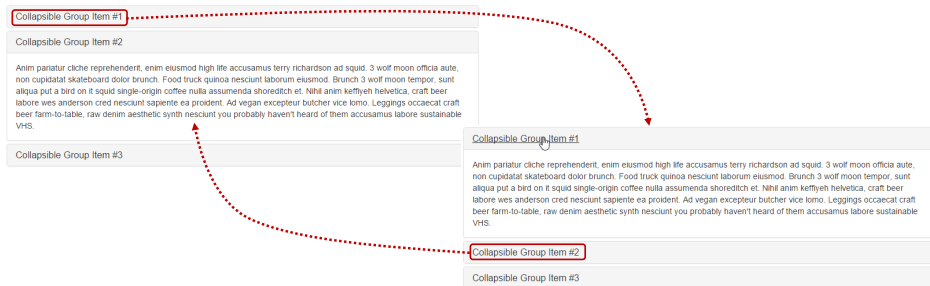 Collapsible Group Item #1
Collapsible Group Item #2
Anim pariatur cliche reprehenderit, enim eiusmod high life accusamus terry richardson ad squid. 3 wolf moon officia aute,
non cupidatat skateboard dolor brunch. Food truck quinoa nesciunt laborum eiusmod. Brunch 3 wolf moon tempor, sunt
aliqua put a bird on it squid single-origin coffee nulla assumenda shoreditch et. Nihil anim keffiyeh helvetica, craft beer
labore wes anderson cred nesciunt sapiente ea proident. Ad vegan excepteur butcher vice lomo. Leggings occaecat craft
beer farm-to-table, raw denim aesthetic synth nesciunt you probably haven't heard of them accusamus labore sustainable
VHS.
Collapsible Group Item #3
Collapsible Group Item #1
Anim pariatur cliche reprehenderit, enim eiusmod high life accusamus terry richardson ad squid. 3 wolf moon officia aute,
non cupidatat skateboard dolor brunch. Food truck quinoa nesciunt laborum eiusmod. Brunch 3 wolf moon tempor, sunt
aliqua put a bird on it squid single-origin coffee nulla assumenda shoreditch et. Nihil anim keffiyeh helvetica, craft beer
labore wes anderson cred nesciunt sapiente ea proident. Ad vegan excepteur butcher vice lomo. Leggings occaecat craft
beer farm-to-table, raw denim aesthetic synth nesciunt you probably haven't heard of them accusamus labore sustainable
VHS.
Collapsible Group Item #2
Collapsible Group Item #3